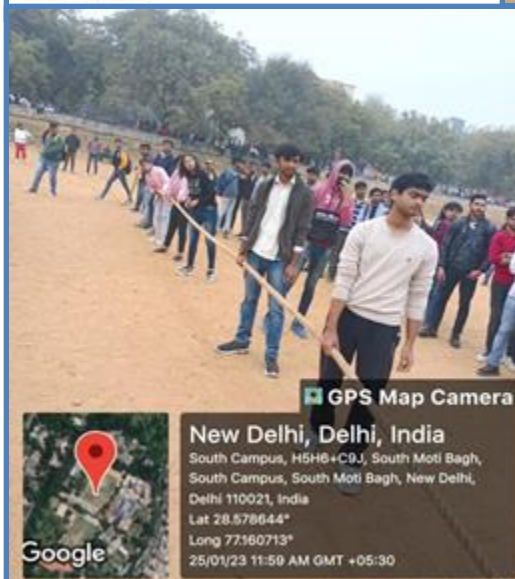 GPS Map Camera
New Delhi, Delhi, India
South Campus, H5H6+C9J, South Moti Bagh,
South Campus, South Moti Bagh, New Delhi,
Delhi 110021, India
Lat 28.578644°
Long 77.160713°
25/01/23 11:59 AM GMT +05:30
Google